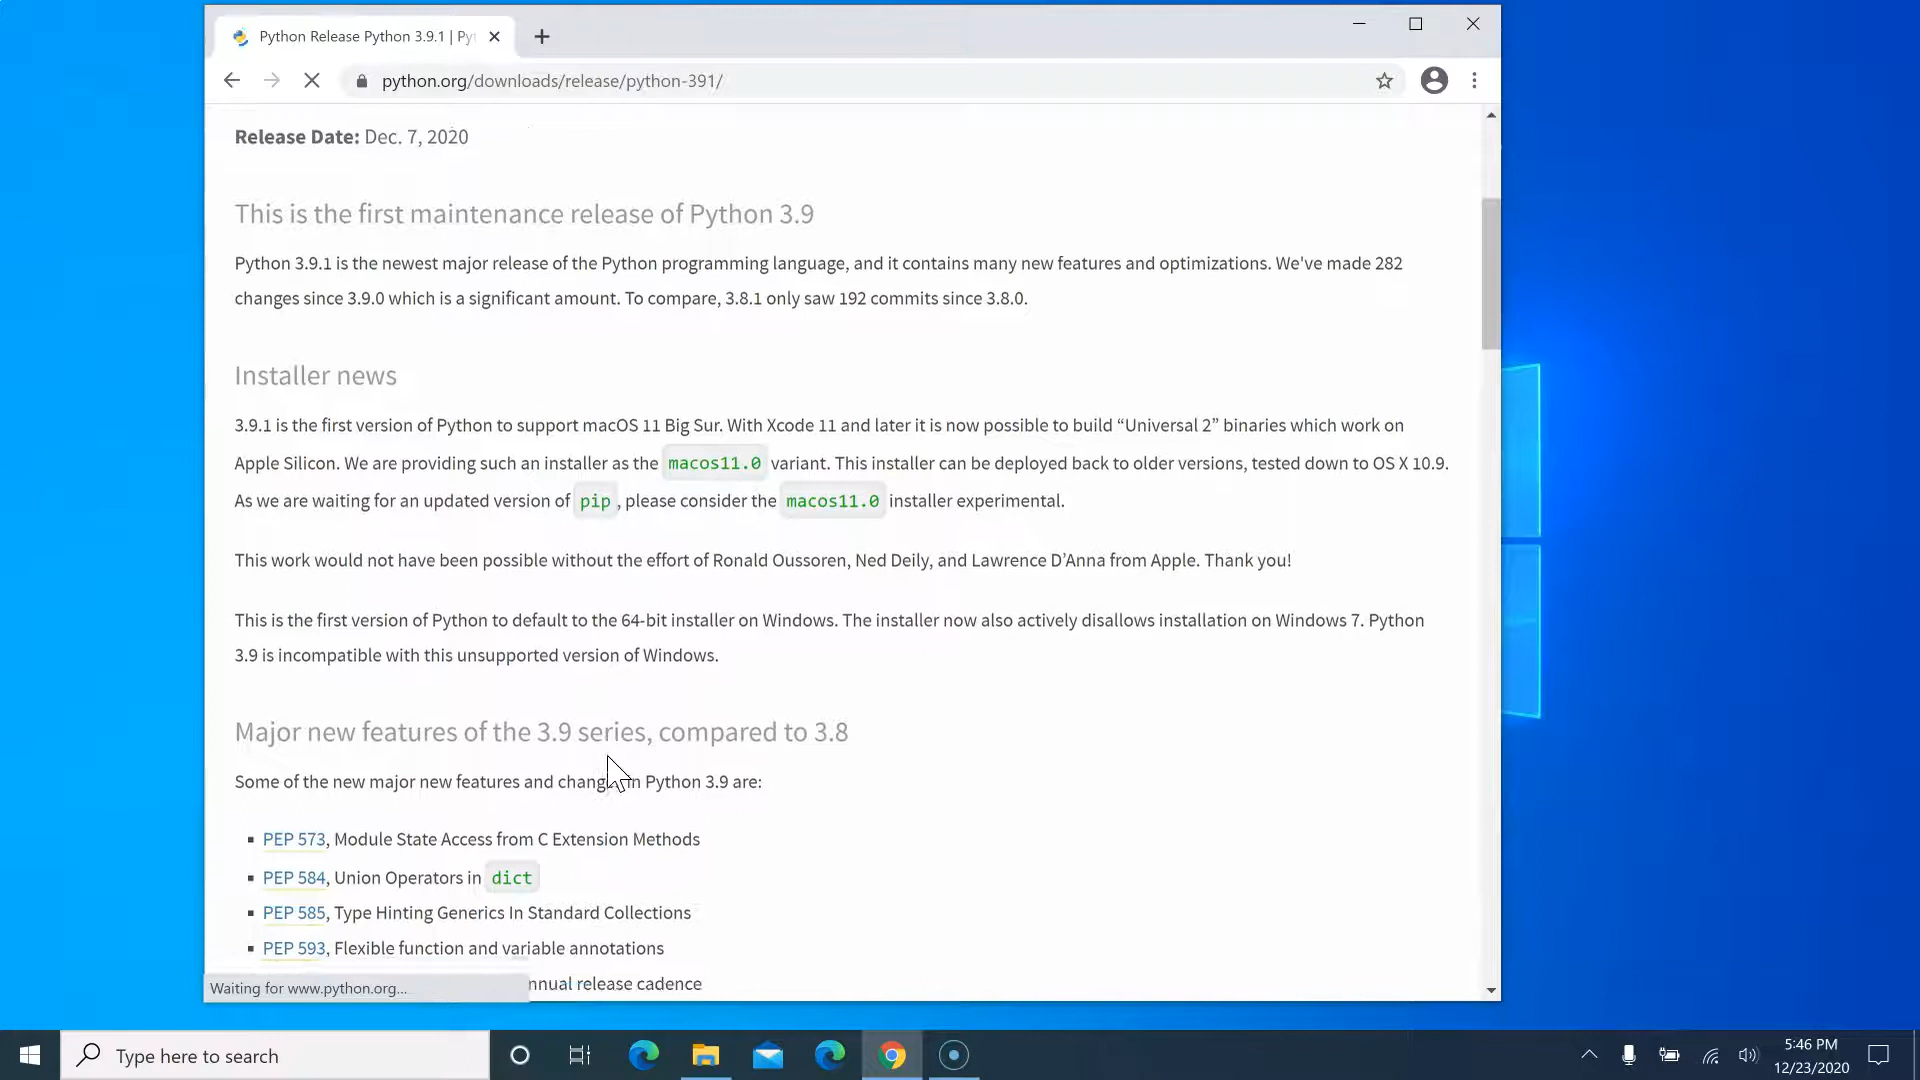 Python Release Python 3.9.1 | Pyt
python.org/downloads/release/python-391/
Release Date: Dec. 7, 2020
This is the first maintenance release of Python 3.9
Python 3.9.1 is the newest major release of the Python programming language, and it contains many new features and optimizations. We've made 282
changes since 3.9.0 which is a significant amount. To compare, 3.8.1 only saw 192 commits since 3.8.0.
Installer news
3.9.1 is the first version of Python to support macOS 11 Big Sur. With Xcode 11 and later it is now possible to build “Universal 2” binaries which work on
Apple Silicon. We are providing such an installer as the macos11.0 variant. This installer can be deployed back to older versions, tested down to OS X 10.9.
As we are waiting for an updated version of pip, please consider the macos11.0 installer experimental.
This work would not have been possible without the effort of Ronald Oussoren, Ned Deily, and Lawrence D’Anna from Apple. Thank you!
This is the first version of Python to default to the 64-bit installer on Windows. The installer now also actively disallows installation on Windows 7. Python
3.9 is incompatible with this unsupported version of Windows.
Major new features of the 3.9 series, compared to 3.8
Some of the new major new features and chang in Python 3.9 are:
▪ PEP 573, Module State Access from C Extension Methods
▪ PEP 584, Union Operators in dict
▪ PEP 585, Type Hinting Generics In Standard Collections
▪ PEP 593, Flexible function and variable annotations
nnual release cadence
Waiting for www.python.org...
Type here to search
5:46 PM
12/23/2020